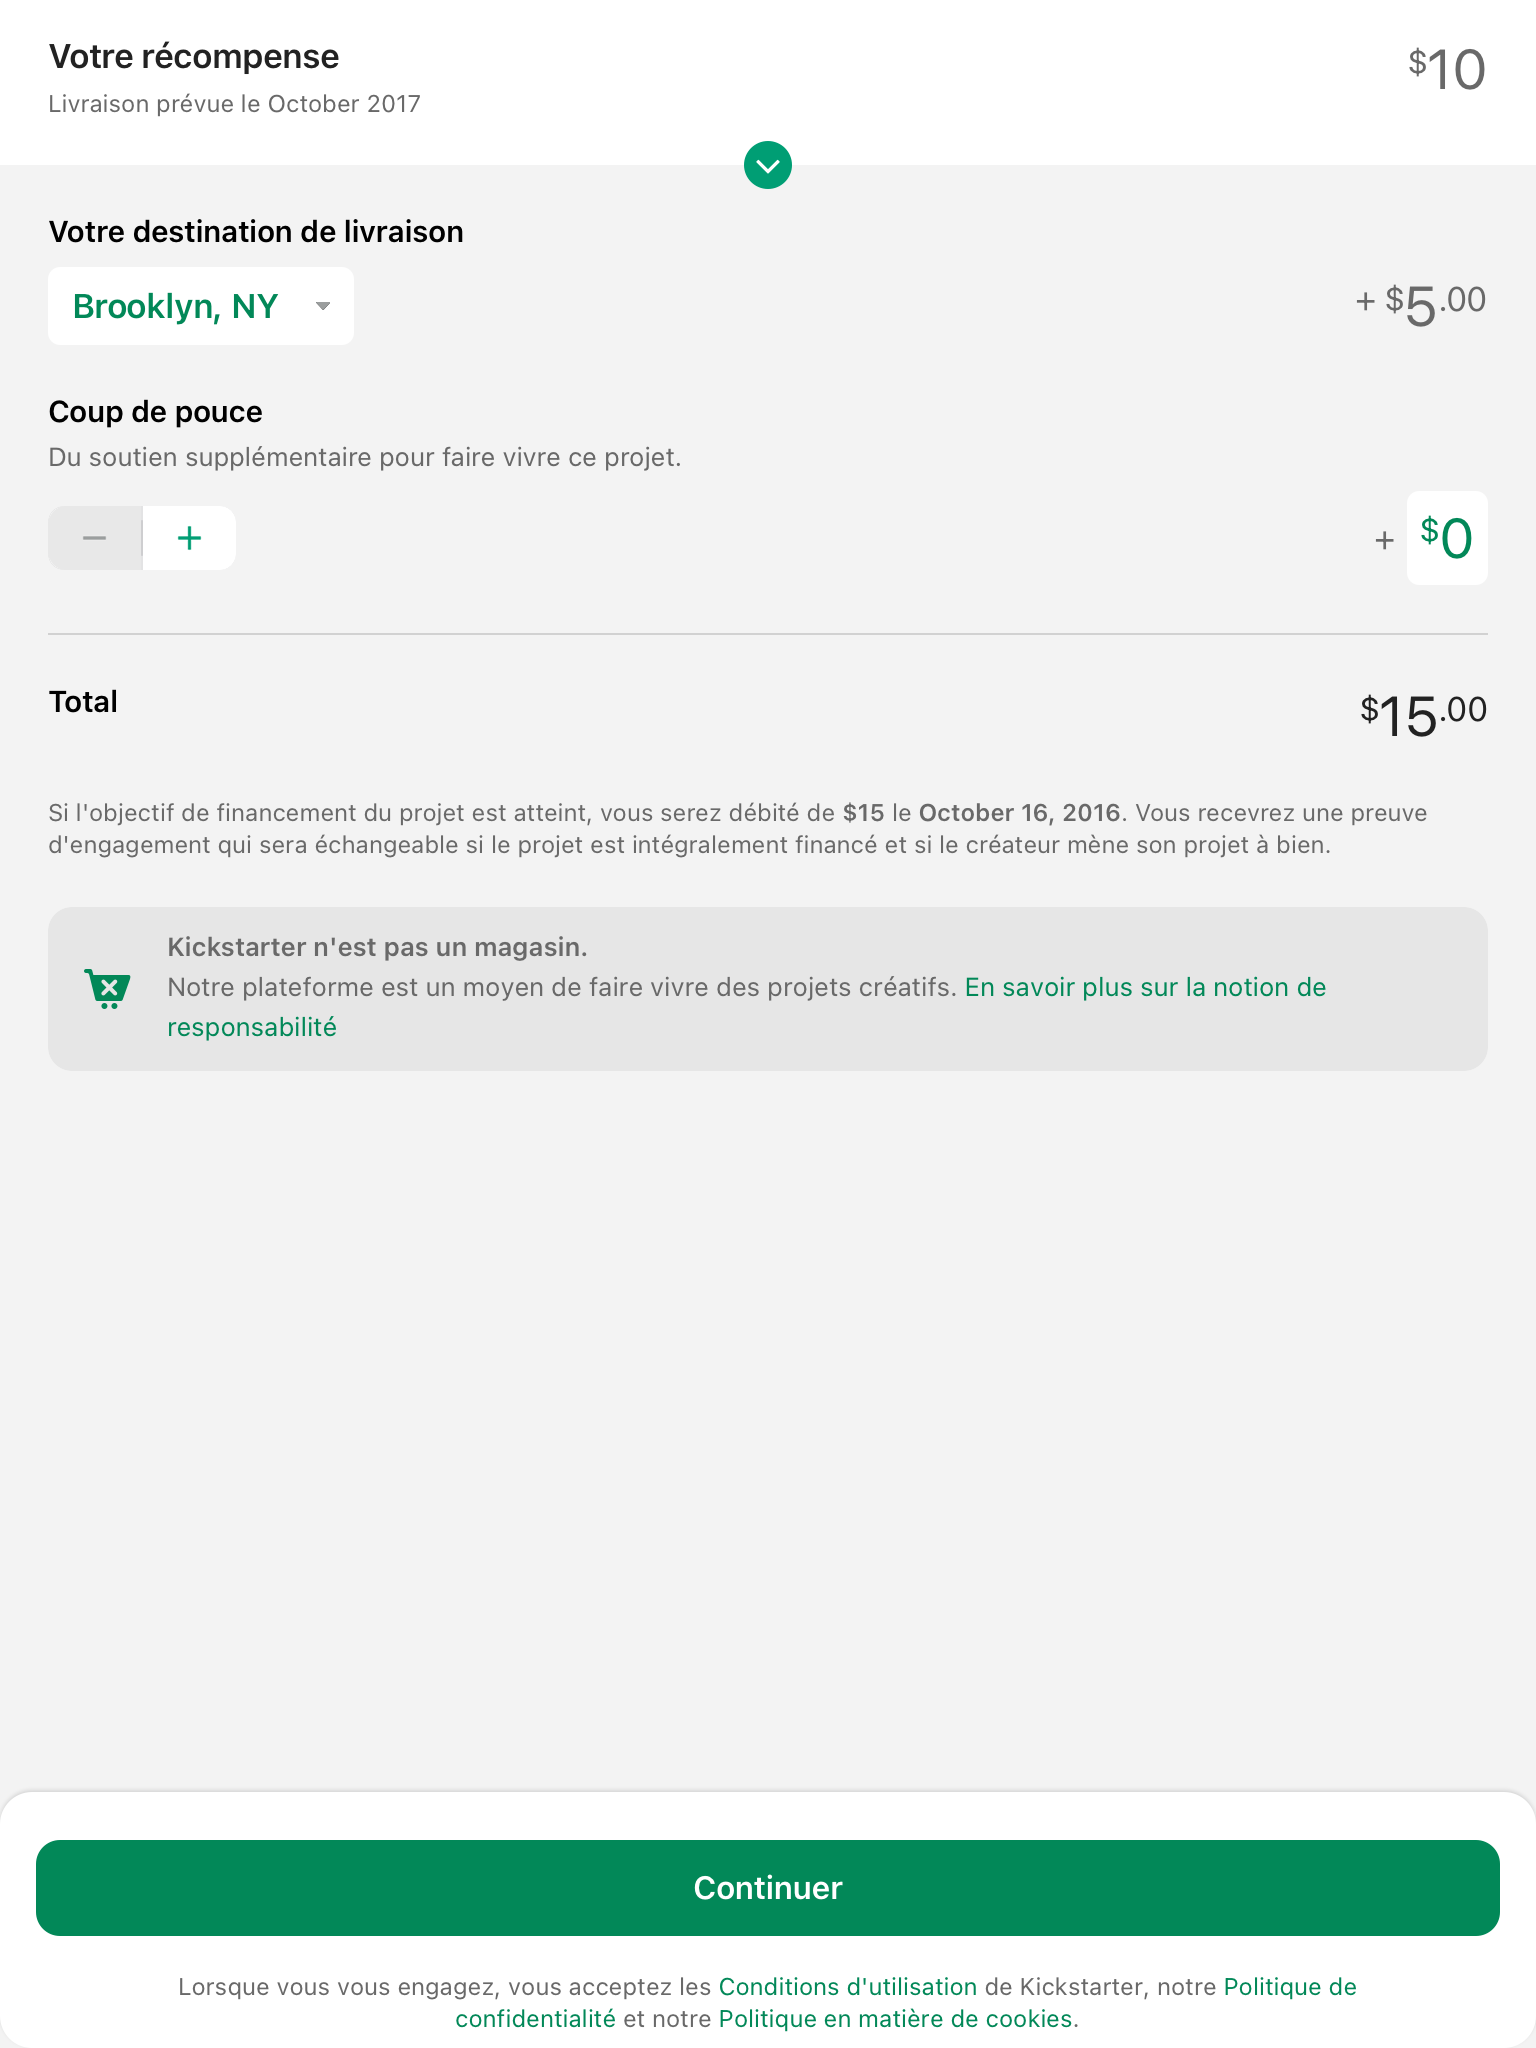 Votre récompense
$10
Livraison prévue le October 2017
Votre destination de livraison
Brooklyn, NY
+ $5.00
Coup de pouce
Du soutien supplémentaire pour faire vivre ce projet.
− +
+ $0
Total
$15.00
Si l'objectif de financement du projet est atteint, vous serez débité de $15 le October 16, 2016. Vous recevrez une preuve
d'engagement qui sera échangeable si le projet est intégralement financé et si le créateur mène son projet à bien.
Kickstarter n'est pas un magasin.
Notre plateforme est un moyen de faire vivre des projets créatifs. En savoir plus sur la notion de
responsabilité
Continuer
Lorsque vous vous engagez, vous acceptez les Conditions d'utilisation de Kickstarter, notre Politique de
confidentialité et notre Politique en matière de cookies.